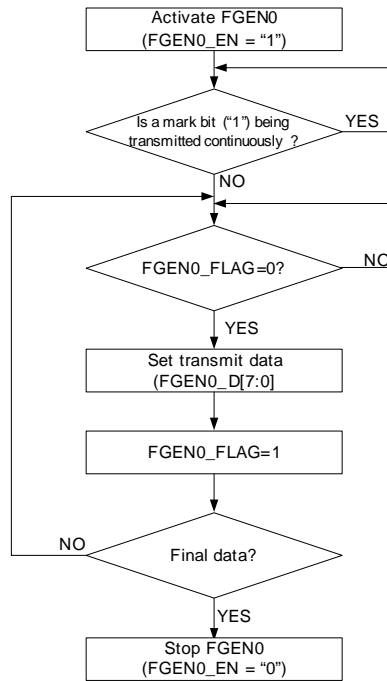 Activate FGEN0
(FGEN0_EN = “1”)
Is a mark bit (“1”) being
transmitted continuously ?
YES
NO
FGEN0_FLAG=0?
NO
YES
Set transmit data
(FGEN0_D[7:0]
FGEN0_FLAG=1
NO
Final data?
YES
Stop FGEN0
(FGEN0_EN = “0”)